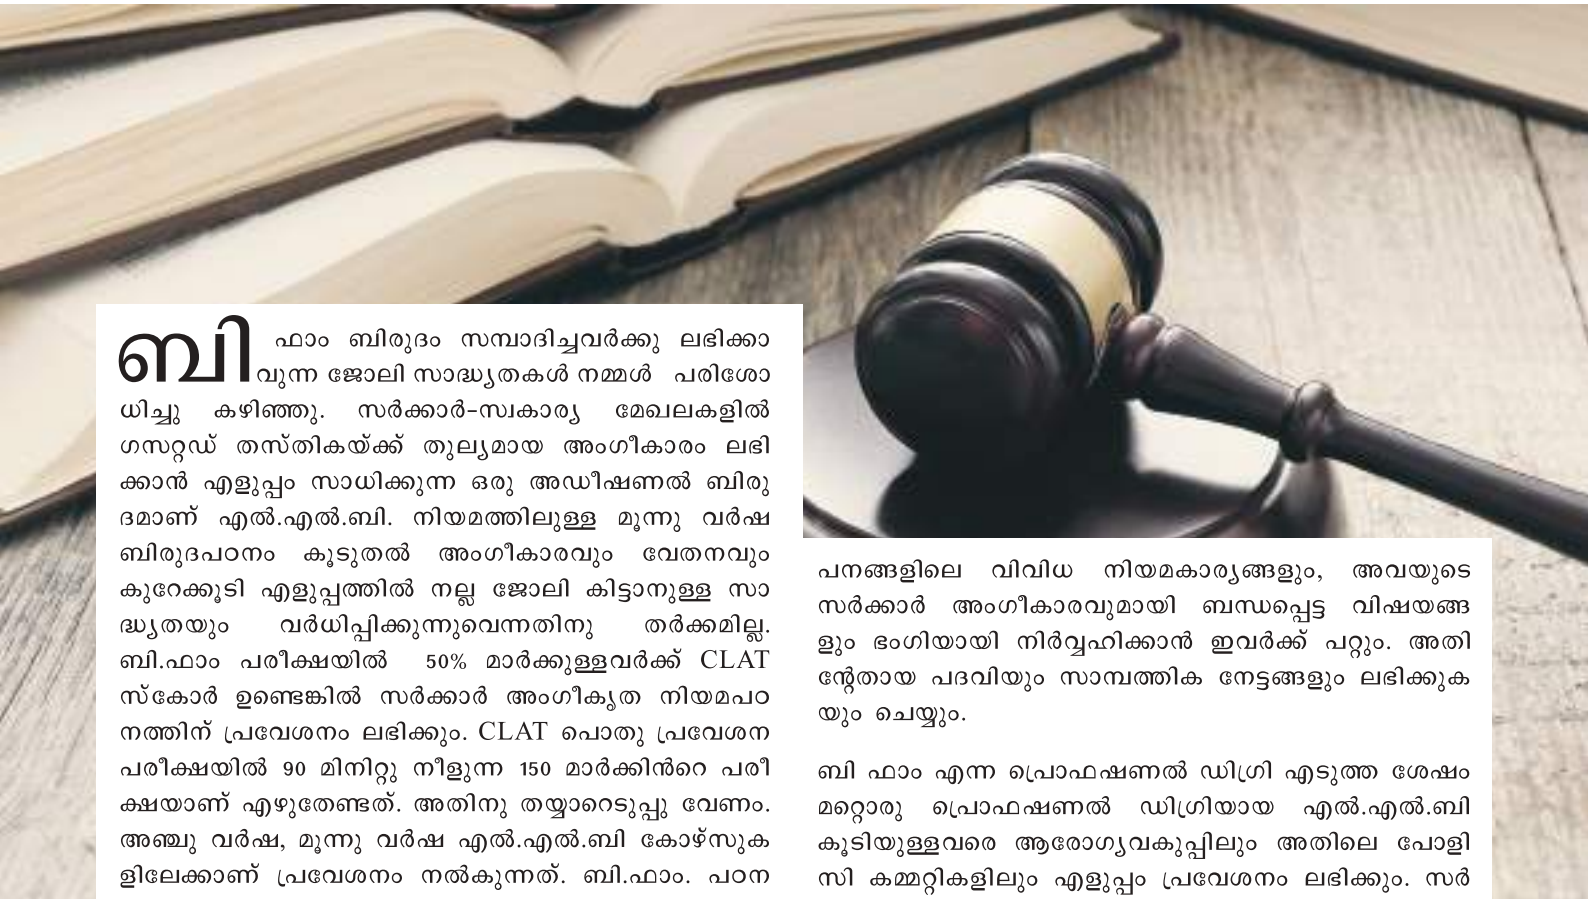 ബി ഫാം ബിരുദം സമ്പാദിച്ചവർക്കു ലഭിക്കാ
വുന്ന ജോലി സാദ്ധ്യതകൾ നമ്മൾ പരിശോ
ധിച്ചു കഴിഞ്ഞു. സർക്കാർ-സ്വകാര്യ മേഖലകളിൽ
ഗസറ്റഡ് തസ്തികയ്ക്ക് തുല്യമായ അംഗീകാരം ലഭി
ക്കാൻ എളുപ്പം സാധിക്കുന്ന ഒരു അഡീഷണൽ ബിരു
ദമാണ് എൽ.എൽ.ബി. നിയമത്തിലുള്ള മൂന്നു വർഷ
ബിരുദപഠനം കൂടുതൽ അംഗീകാരവും വേതനവും
കുറേക്കൂടി എളുപ്പത്തിൽ നല്ല ജോലി കിട്ടാനുള്ള സാ
ദ്ധ്യതയും വർധിപ്പിക്കുന്നുവെന്നതിനു തർക്കമില്ല.
ബി.ഫാം പരീക്ഷയിൽ 50% മാർക്കുള്ളവർക്ക് CLAT
സ്കോർ ഉണ്ടെങ്കിൽ സർക്കാർ അംഗീകൃത നിയമപഠ
നത്തിന് പ്രവേശനം ലഭിക്കും. CLAT പൊതു പ്രവേശന
പരീക്ഷയിൽ 90 മിനിറ്റു നീളുന്ന 150 മാർക്കിൻറെ പരീ
ക്ഷയാണ് എഴുതേണ്ടത്. അതിനു തയ്യാറെടുപ്പു വേണം.
അഞ്ചു വർഷ, മൂന്നു വർഷ എൽ.എൽ.ബി കോഴ്സുക
ളിലേക്കാണ് പ്രവേശനം നൽകുന്നത്. ബി.ഫാം. പഠന
പനങ്ങളിലെ വിവിധ നിയമകാര്യങ്ങളും, അവയുടെ
സർക്കാർ അംഗീകാരവുമായി ബന്ധപ്പെട്ട വിഷയങ്ങ
ളും ഭംഗിയായി നിർവ്വഹിക്കാൻ ഇവർക്ക് പറ്റും. അതി
ന്റേതായ പദവിയും സാമ്പത്തിക നേട്ടങ്ങളും ലഭിക്കുക
യും ചെയ്യും.
ബി ഫാം എന്ന പ്രൊഫഷണൽ ഡിഗ്രി എടുത്ത ശേഷം
മറ്റൊരു പ്രൊഫഷണൽ ഡിഗ്രിയായ എൽ.എൽ.ബി
കൂടിയുള്ളവരെ ആരോഗ്യവകുപ്പിലും അതിലെ പോളി
സി കമ്മറ്റികളിലും എളുപ്പം പ്രവേശനം ലഭിക്കും. സർ